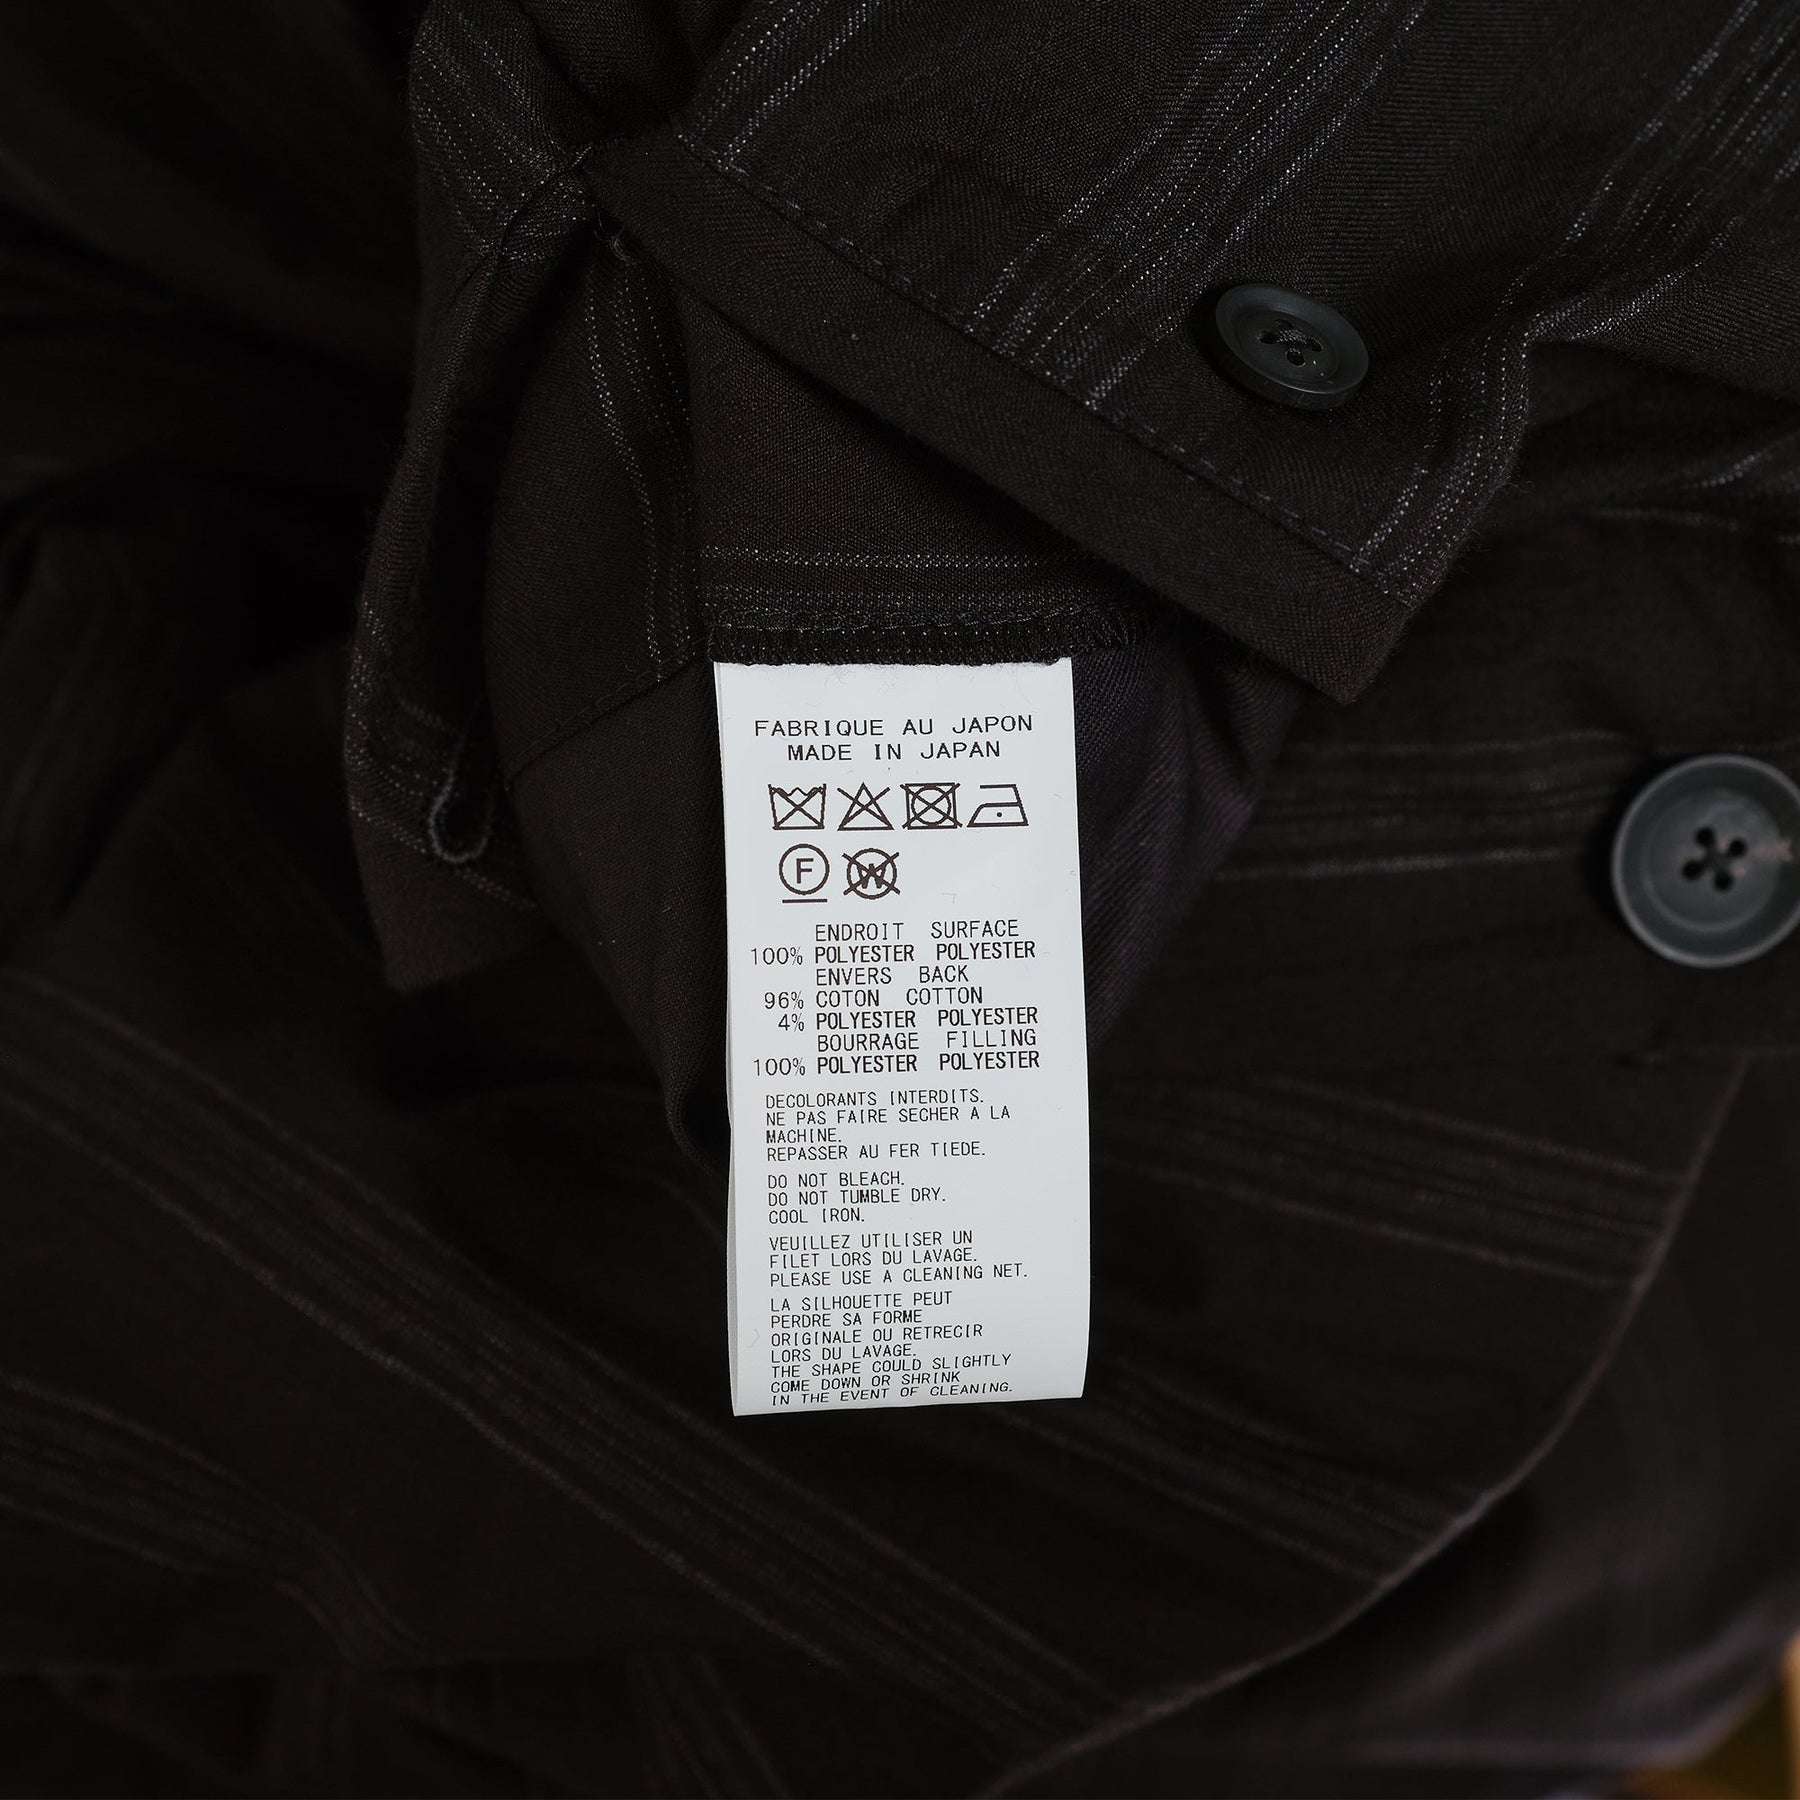 FABRIQUE AU JAPON
MADE IN JAPAN
F W
ENDROIT SURFACE
100% POLYESTER POLYESTER
ENVERS BACK
96% COTON COTTON
4% POLYESTER POLYESTER
BOURRAGE FILLING
100% POLYESTER POLYESTER
DECOLORANTS INTERDITS.
NE PAS FAIRE SECHER A LA
MACHINE.
REPASSER AU FER TIEDE.
DO NOT BLEACH.
DO NOT TUMBLE DRY.
COOL IRON.
VEUILLEZ UTILISER UN
FILET LORS DU LAVAGE.
PLEASE USE A CLEANING NET.
LA SILHOUETTE PEUT
PERDRE SA FORME
ORIGINALE OU RETRECIR
LORS DU LAVAGE.
THE SHAPE COULD SLIGHTLY
COME DOWN OR SHRINK
IN THE EVENT OF CLEANING.